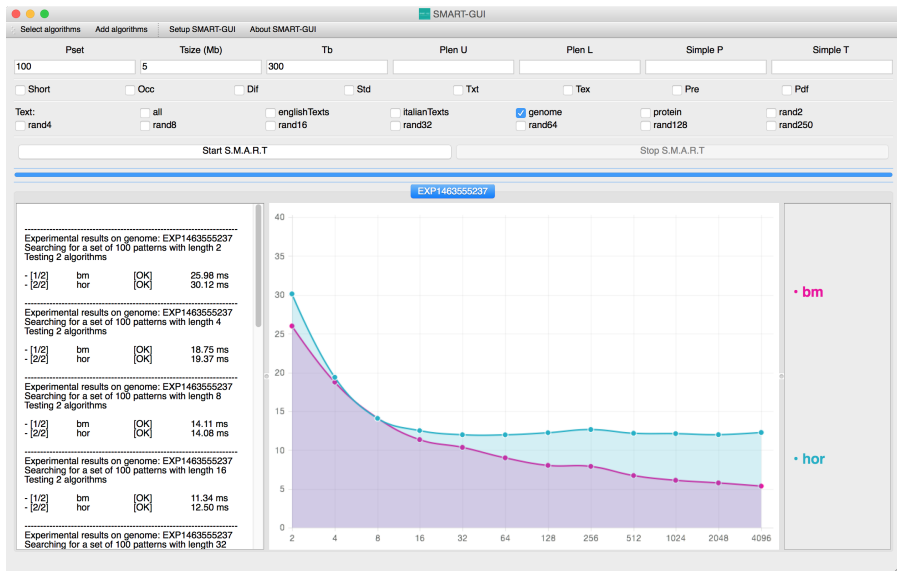 SMART-GUI
Select algorithms Add algorithms Setup SMART-GUI About SMART-GUI
Pset Tsize (Mb) Tb Plen U Plen L Simple P Simple T
100 5 300
Short Occ Dif Std Txt Tex Pre Pdf
Text: all englishTexts italianTexts genome protein rand2
rand4 rand8 rand16 rand32 rand64 rand128 rand250
Start S.M.A.R.T Stop S.M.A.R.T
EXP1463555237
--------------------------------------------------------------------
Experimental results on genome: EXP1463555237
Searching for a set of 100 patterns with length 2
Testing 2 algorithms
- [1/2] bm [OK] 25.98 ms
- [2/2] hor [OK] 30.12 ms
--------------------------------------------------------------------
Experimental results on genome: EXP1463555237
Searching for a set of 100 patterns with length 4
Testing 2 algorithms
- [1/2] bm [OK] 18.75 ms
- [2/2] hor [OK] 19.37 ms
--------------------------------------------------------------------
Experimental results on genome: EXP1463555237
Searching for a set of 100 patterns with length 8
Testing 2 algorithms
- [1/2] bm [OK] 14.11 ms
- [2/2] hor [OK] 14.08 ms
--------------------------------------------------------------------
Experimental results on genome: EXP1463555237
Searching for a set of 100 patterns with length 16
Testing 2 algorithms
- [1/2] bm [OK] 11.34 ms
- [2/2] hor [OK] 12.50 ms
--------------------------------------------------------------------
Experimental results on genome: EXP1463555237
Searching for a set of 100 patterns with length 32
40
35
30
25
20
15
10
5
0
2 4 8 16 32 64 128 256 512 1024 2048 4096
• bm
• hor